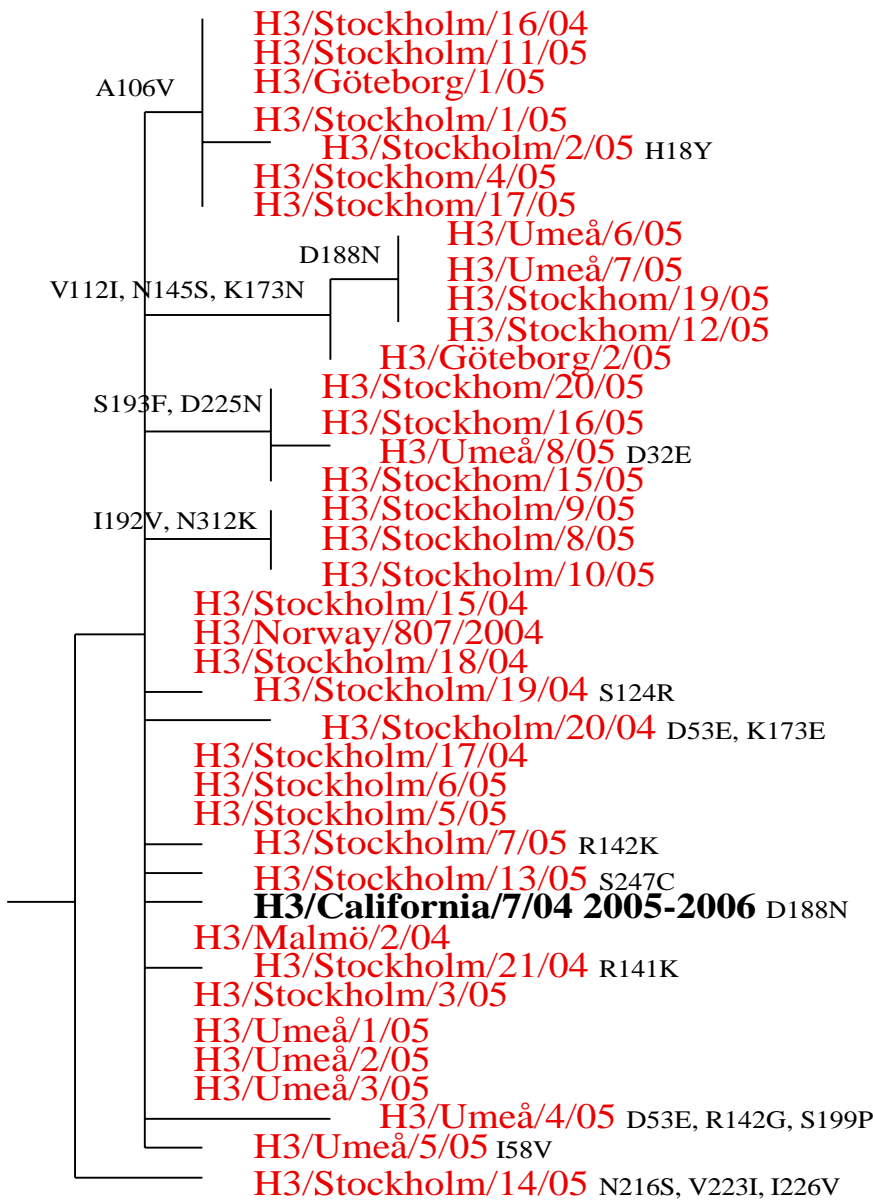 H3/Stockholm/16/04
H3/Stockholm/11/05
H3/Göteborg/1/05
A106V
H3/Stockholm/1/05
H3/Stockholm/2/05 H18Y
H3/Stockhom/4/05
H3/Stockhom/17/05
H3/Umeå/6/05
D188N
H3/Umeå/7/05
V112I, N145S, K173N
H3/Stockhom/19/05
H3/Stockhom/12/05
H3/Göteborg/2/05
H3/Stockhom/20/05
S193F, D225N
H3/Stockhom/16/05
H3/Umeå/8/05 D32E
H3/Stockhom/15/05
H3/Stockholm/9/05
I192V, N312K
H3/Stockholm/8/05
H3/Stockholm/10/05
H3/Stockholm/15/04
H3/Norway/807/2004
H3/Stockholm/18/04
H3/Stockholm/19/04 S124R
H3/Stockholm/20/04 D53E, K173E
H3/Stockholm/17/04
H3/Stockholm/6/05
H3/Stockholm/5/05
H3/Stockholm/7/05 R142K
H3/Stockholm/13/05 S247C
H3/California/7/04 2005-2006 D188N
H3/Malmö/2/04
H3/Stockholm/21/04 R141K
H3/Stockholm/3/05
H3/Umeå/1/05
H3/Umeå/2/05
H3/Umeå/3/05
H3/Umeå/4/05 D53E, R142G, S199P
H3/Umeå/5/05 I58V
H3/Stockholm/14/05 N216S, V223I, I226V